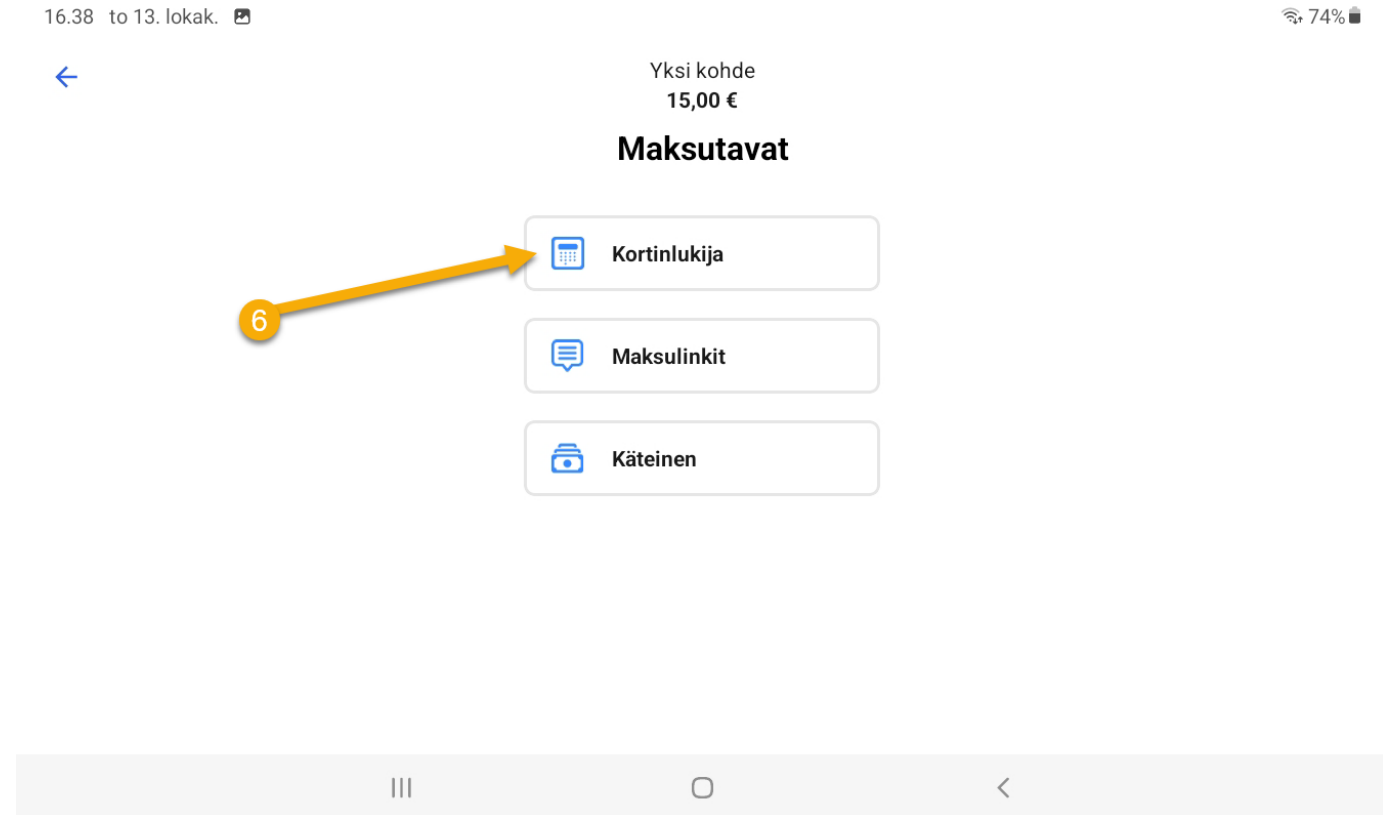 16.38 to 13. lokak. 74%
Yksi kohde
15,00 €
Maksutavat
Kortinlukija
6
Maksulinkit
Käteinen